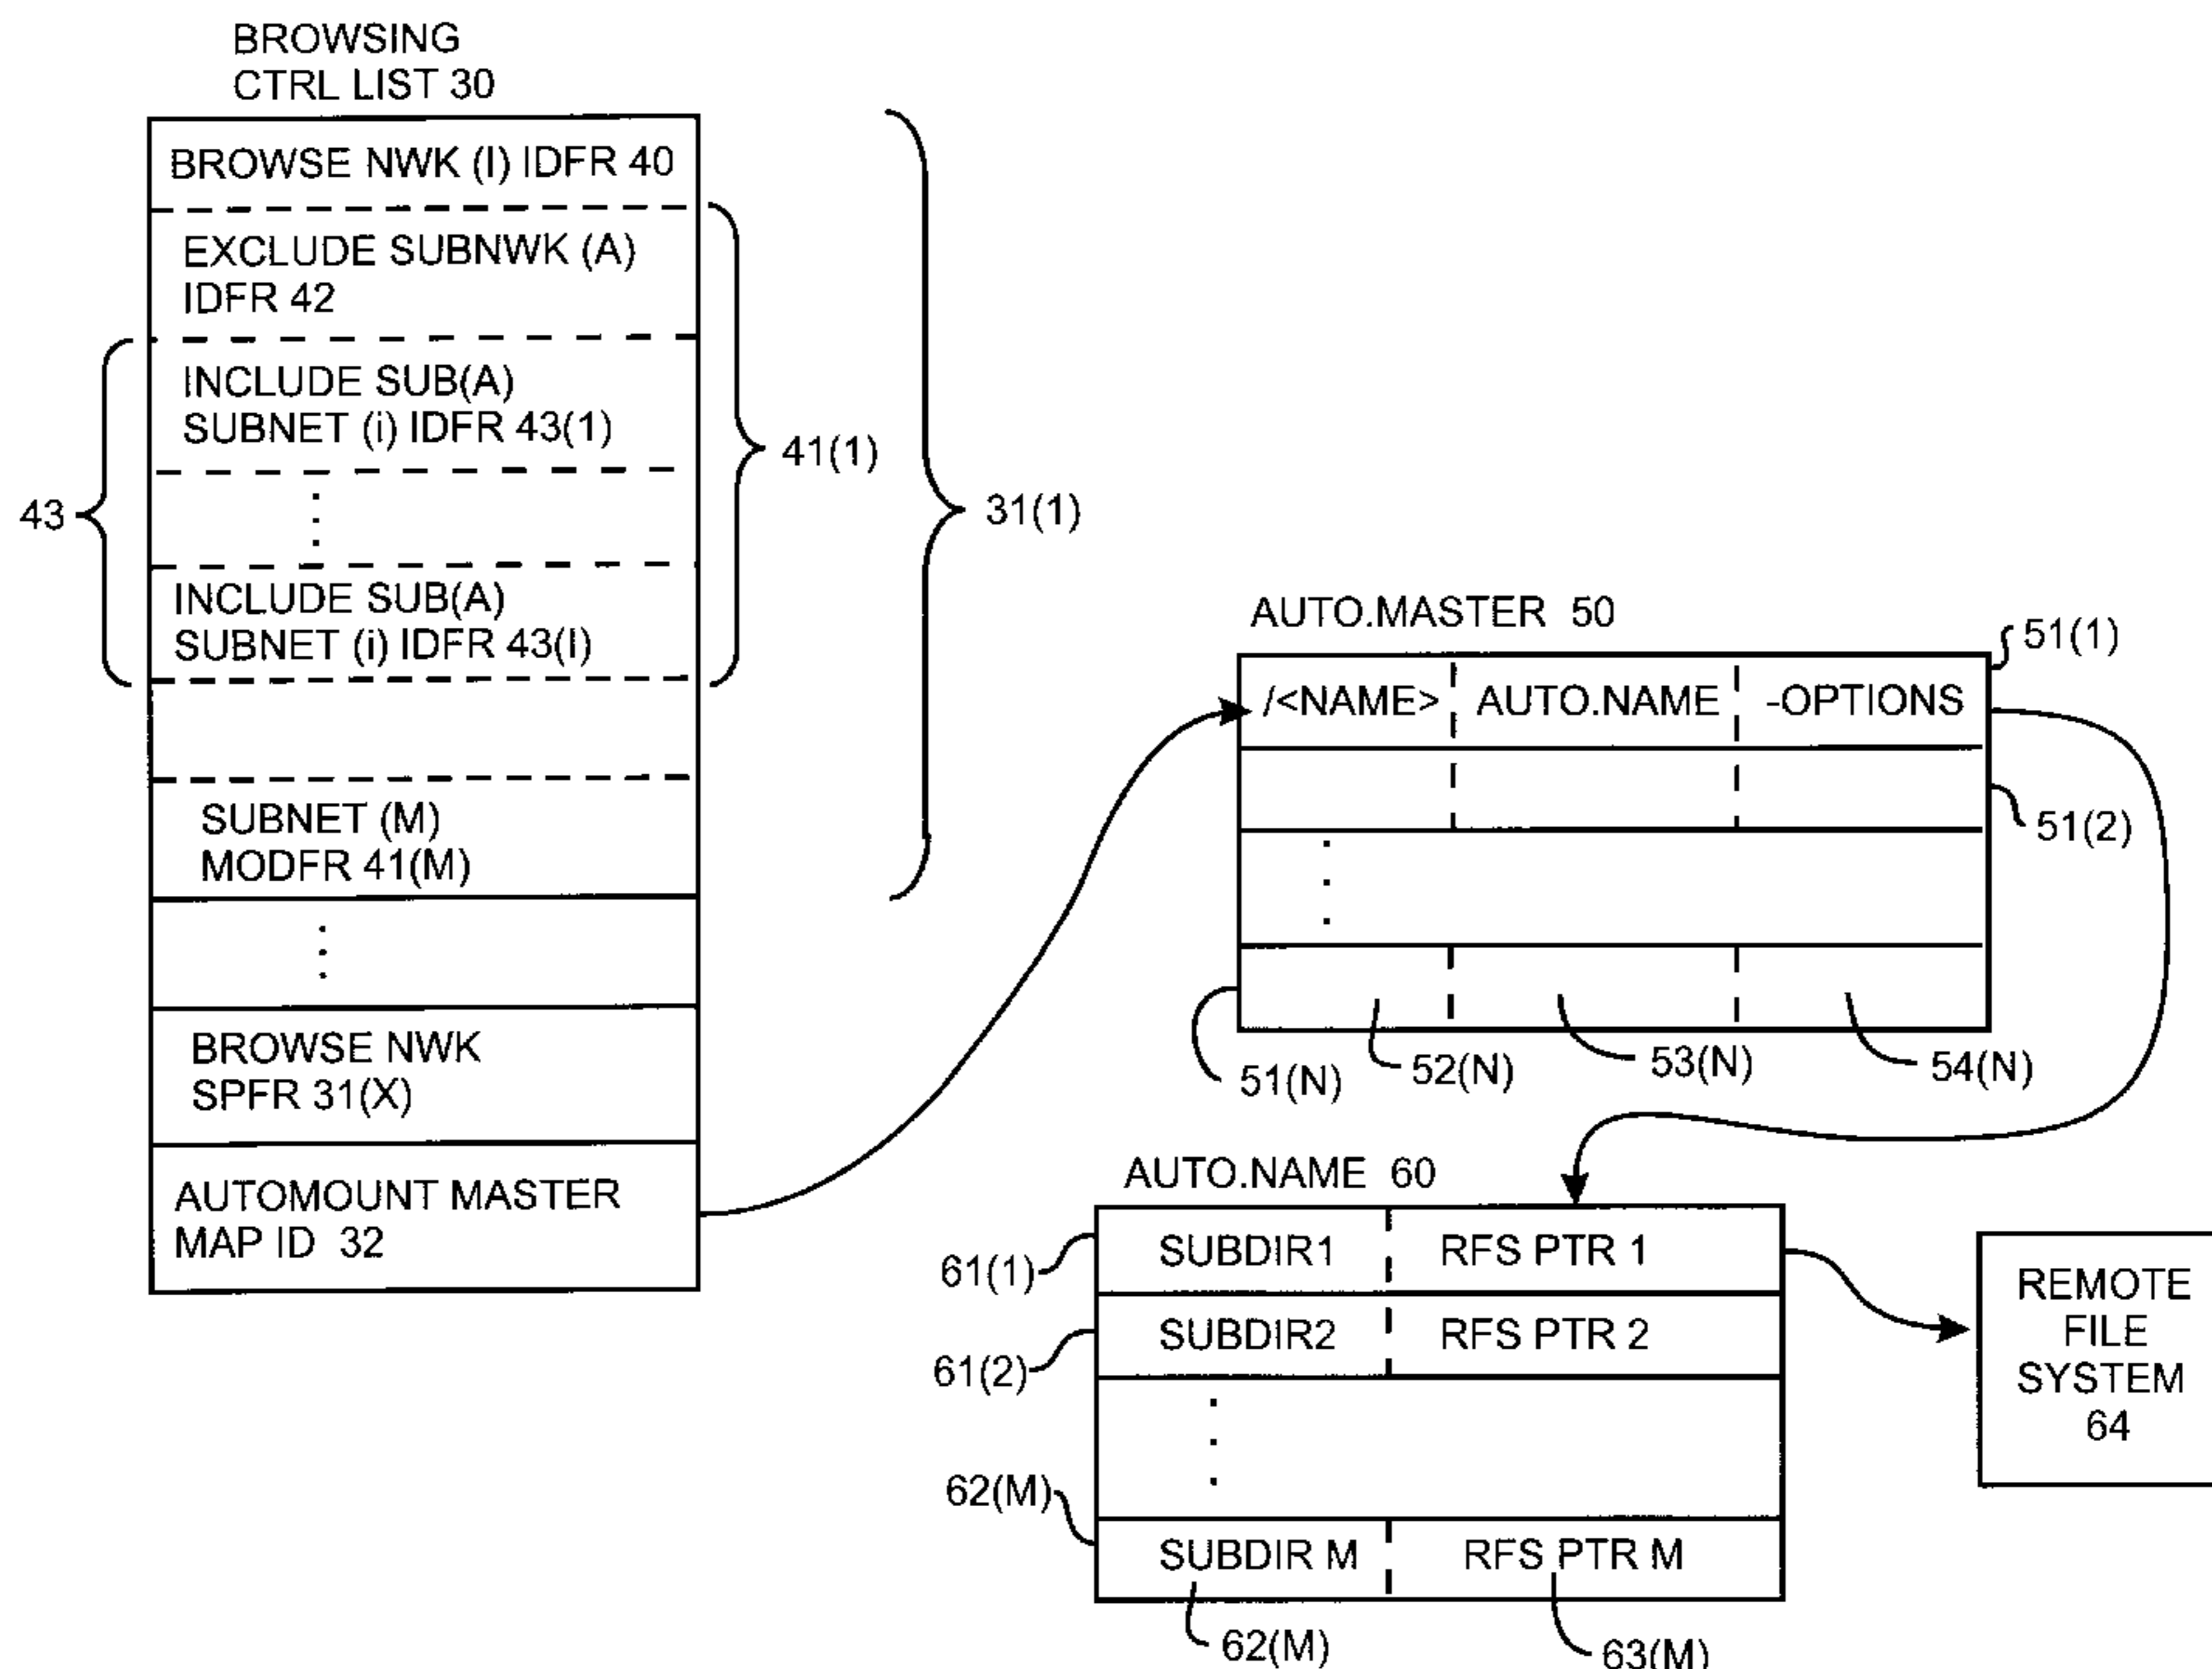 BROWSING
CTRL LIST 30
BROWSE NWK (I) IDFR 40
EXCLUDE SUBNWK (A)
IDFR 42
INCLUDE SUB(A)
SUBNET (i) IDFR 43(1)
41(1)
43
31(1)
INCLUDE SUB(A)
SUBNET (i) IDFR 43(I)
SUBNET (M)
MODFR 41(M)
BROWSE NWK
SPFR 31(X)
AUTOMOUNT MASTER
MAP ID 32
AUTO.MASTER 50
51(1)
/<NAME> AUTO.NAME -OPTIONS
51(2)
51(N)
52(N)
53(N)
54(N)
AUTO.NAME 60
61(1)
SUBDIR1 RFS PTR 1
61(2)
SUBDIR2 RFS PTR 2
62(M)
SUBDIR M RFS PTR M
62(M)
63(M)
REMOTE
FILE
SYSTEM
64